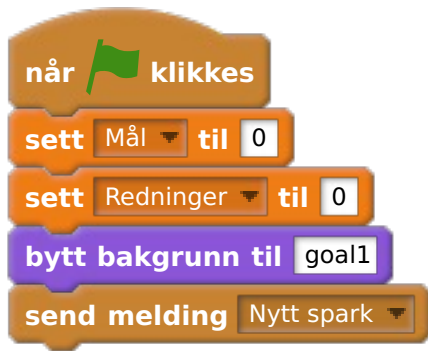 når klikkes
sett Mål til 0
sett Redninger til 0
bytt bakgrunn til goal1
send melding Nytt spark